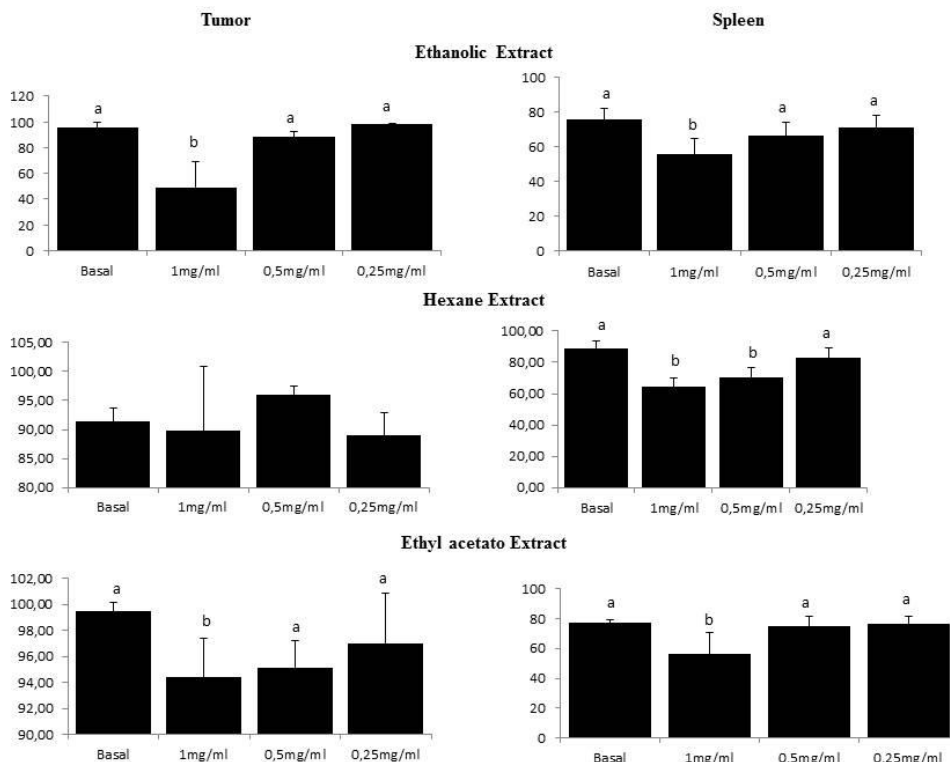 Tumor
Spleen
Ethanolic Extract
120
100
80
60
40
20
0
a
b
a
a
Basal
1mg/ml
0,5mg/ml
0,25mg/ml
100
80
60
40
20
0
a
b
a
a
Basal
1mg/ml
0,5mg/ml
0,25mg/ml
Hexane Extract
105,00
100,00
95,00
90,00
85,00
80,00
Basal
1mg/ml
0,5mg/ml
0,25mg/ml
100,00
80,00
60,00
40,00
20,00
0,00
a
b
b
a
Basal
1mg/ml
0,5mg/ml
0,25mg/ml
Ethyl acetato Extract
102,00
100,00
98,00
96,00
94,00
92,00
90,00
a
b
a
a
Basal
1mg/ml
0,5mg/ml
0,25mg/ml
100
80
60
40
20
0
a
b
a
a
Basal
1mg/ml
0,5mg/ml
0,25mg/ml